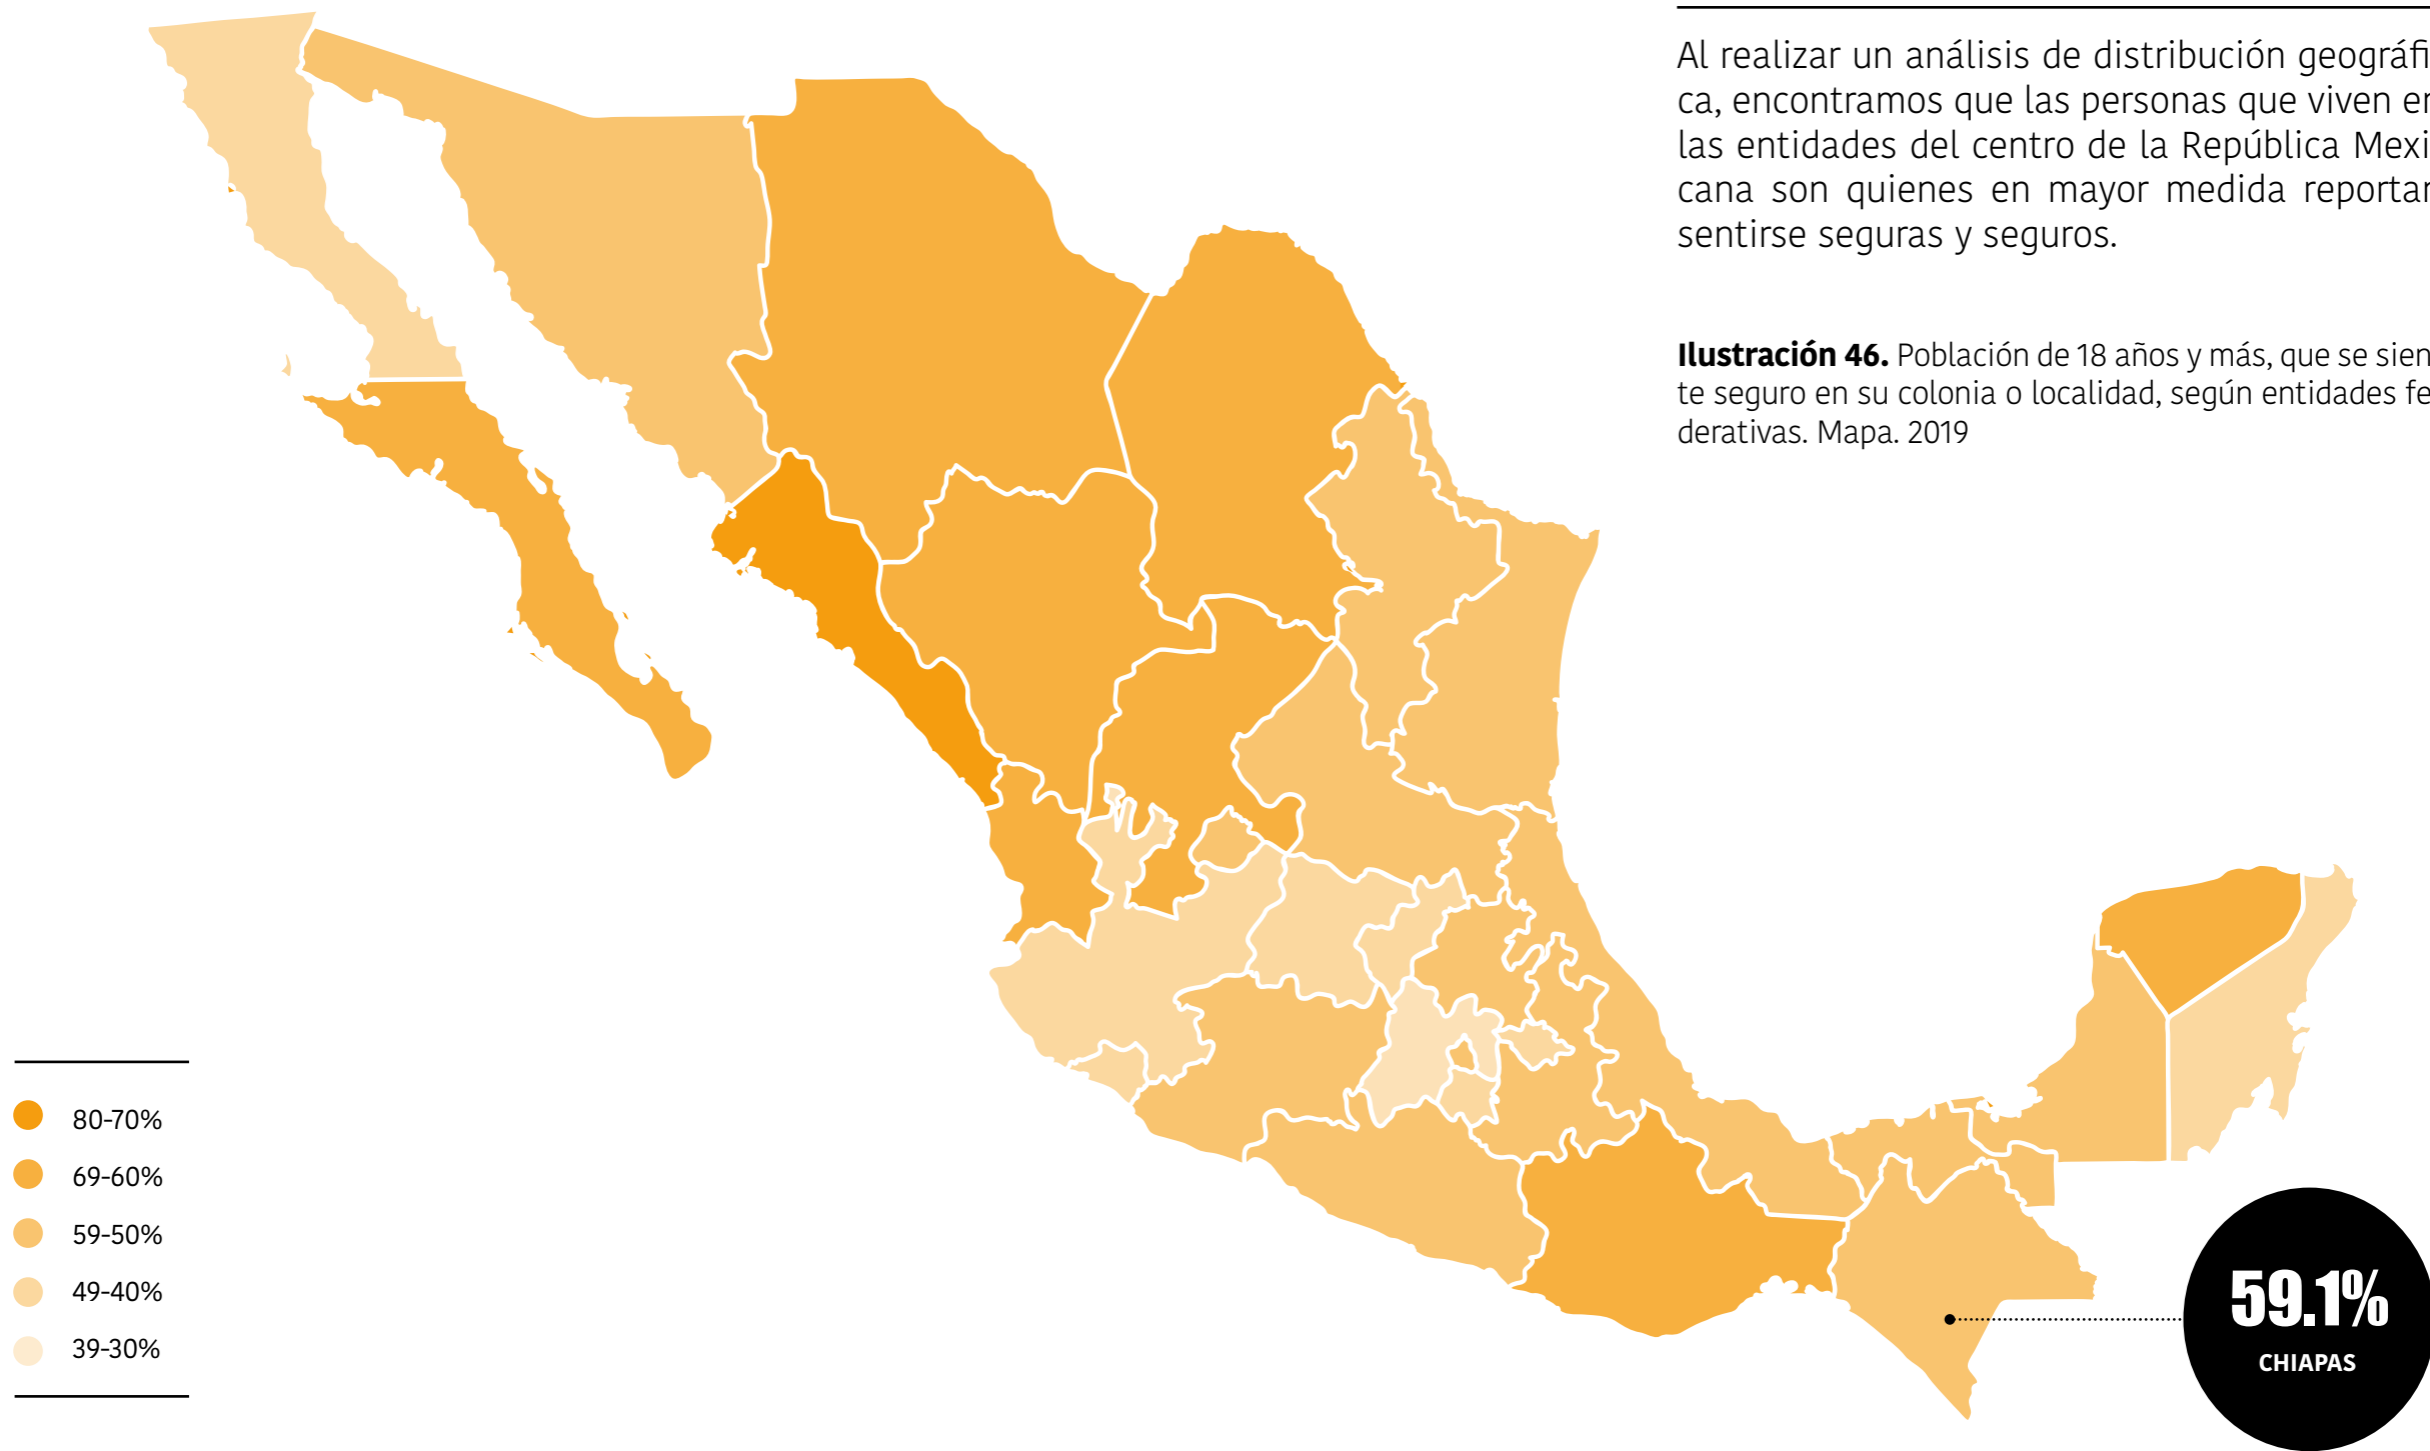 Al realizar un análisis de distribución geográfi
ca, encontramos que las personas que viven en
las entidades del centro de la República Mexi
cana son quienes en mayor medida reportan
sentirse seguras y seguros.
Ilustración 46. Población de 18 años y más, que se sien
te seguro en su colonia o localidad, según entidades fe
derativas. Mapa. 2019
80-70%
69-60%
59-50%
49-40%
39-30%
59.1%
CHIAPAS